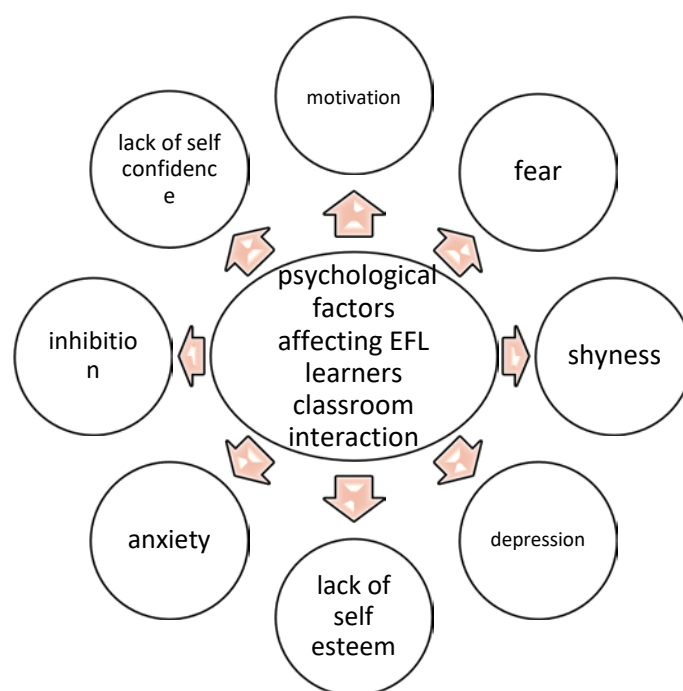 motivation
lack of self
confidenc
e
fear
psychological
factors
affecting EFL
learners
classroom
interaction
inhibitio
n
shyness
anxiety
depression
lack of
self
esteem